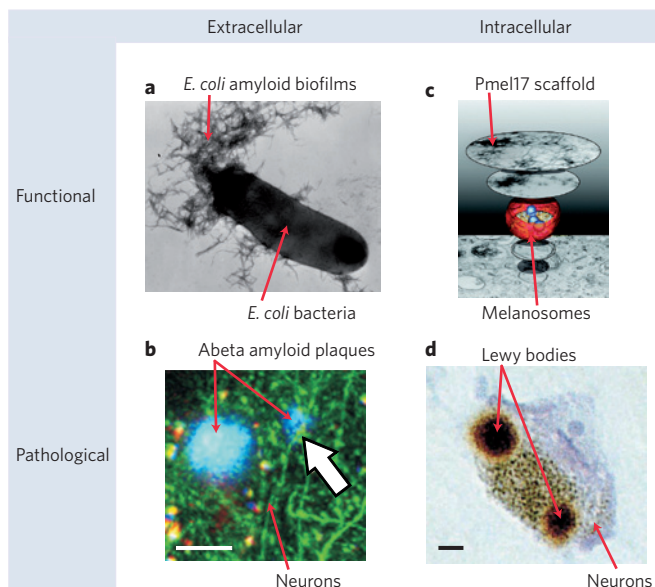 Extracellular Intracellular
a E. coli amyloid biofilms
c Pmel17 scaffold
Functional
E. coli bacteria
Melanosomes
b Abeta amyloid plaques
d Lewy bodies
Pathological
Neurons
Neurons